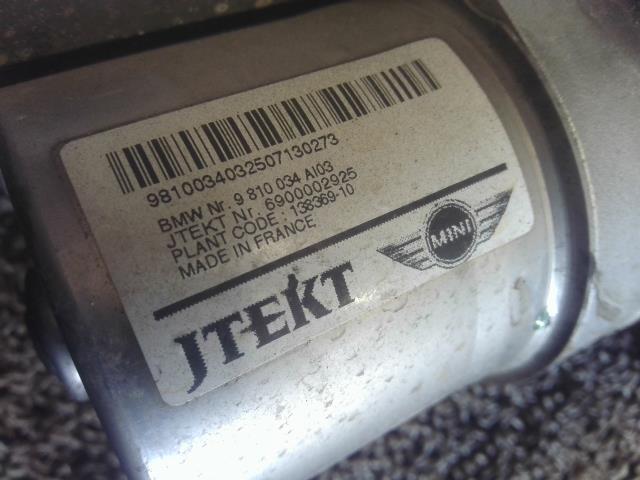 98100340325071302​73
BMW Nr. 9 810 034 AI03
JTEKT Nr. 6900002925
PLANT CODE : 138369-10
MADE IN FRANCE
MINI
JTEKT